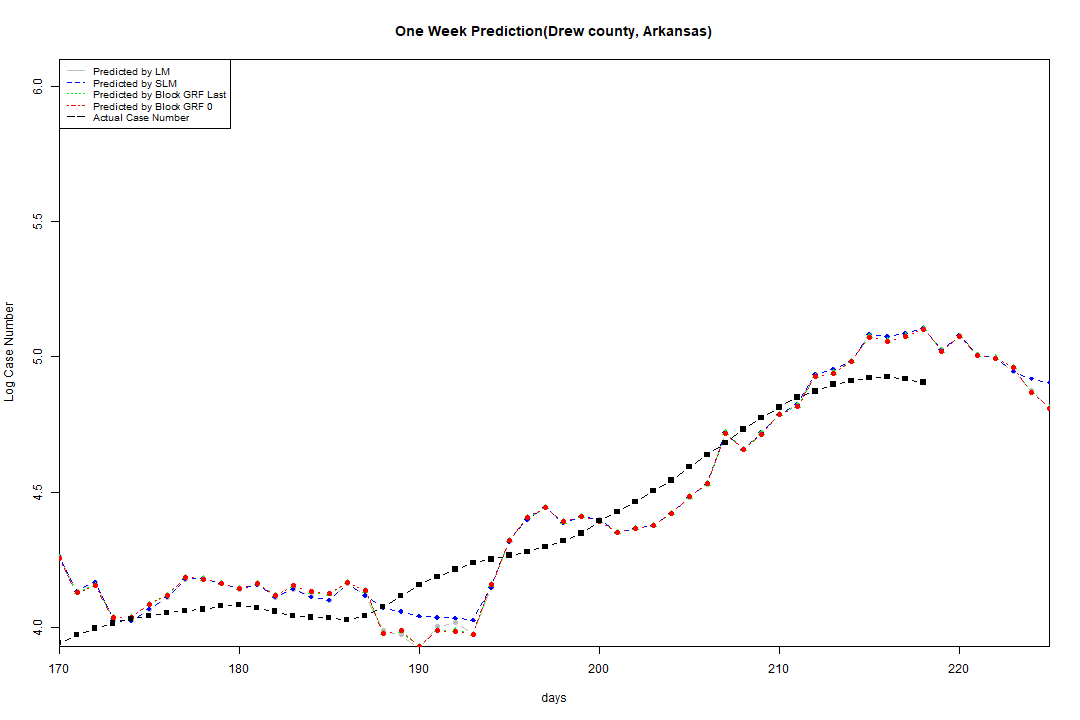 One Week Prediction(Drew county, Arkansas)
Predicted by LM
Predicted by SLM
Predicted by Block GRF Last
Predicted by Block GRF 0
Actual Case Number
6.0
5.5
5.0
4.5
4.0
Log Case Number
170 180 190 200 210 220
days